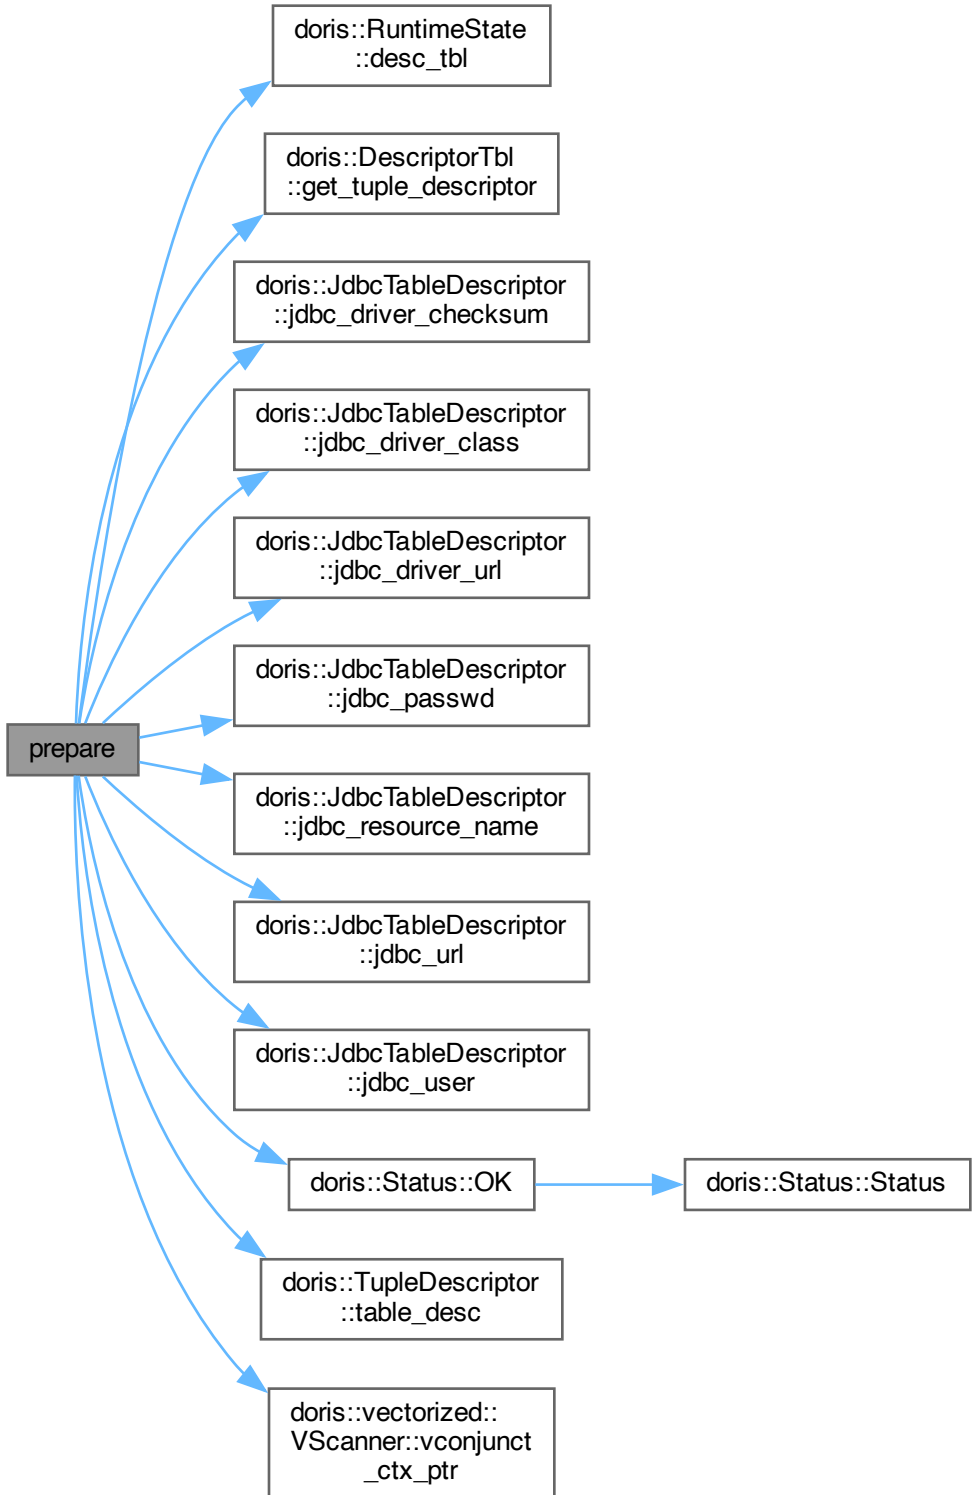 doris::RuntimeState
::desc_tbl
doris::DescriptorTbl
::get_tuple_descriptor
doris::JdbcTableDescriptor
::jdbc_driver_checksum
doris::JdbcTableDescriptor
::jdbc_driver_class
doris::JdbcTableDescriptor
::jdbc_driver_url
doris::JdbcTableDescriptor
::jdbc_passwd
prepare
doris::JdbcTableDescriptor
::jdbc_resource_name
doris::JdbcTableDescriptor
::jdbc_url
doris::JdbcTableDescriptor
::jdbc_user
doris::Status::OK
doris::Status::Status
doris::TupleDescriptor
::table_desc
doris::vectorized::
VScanner::vconjunct
_ctx_ptr